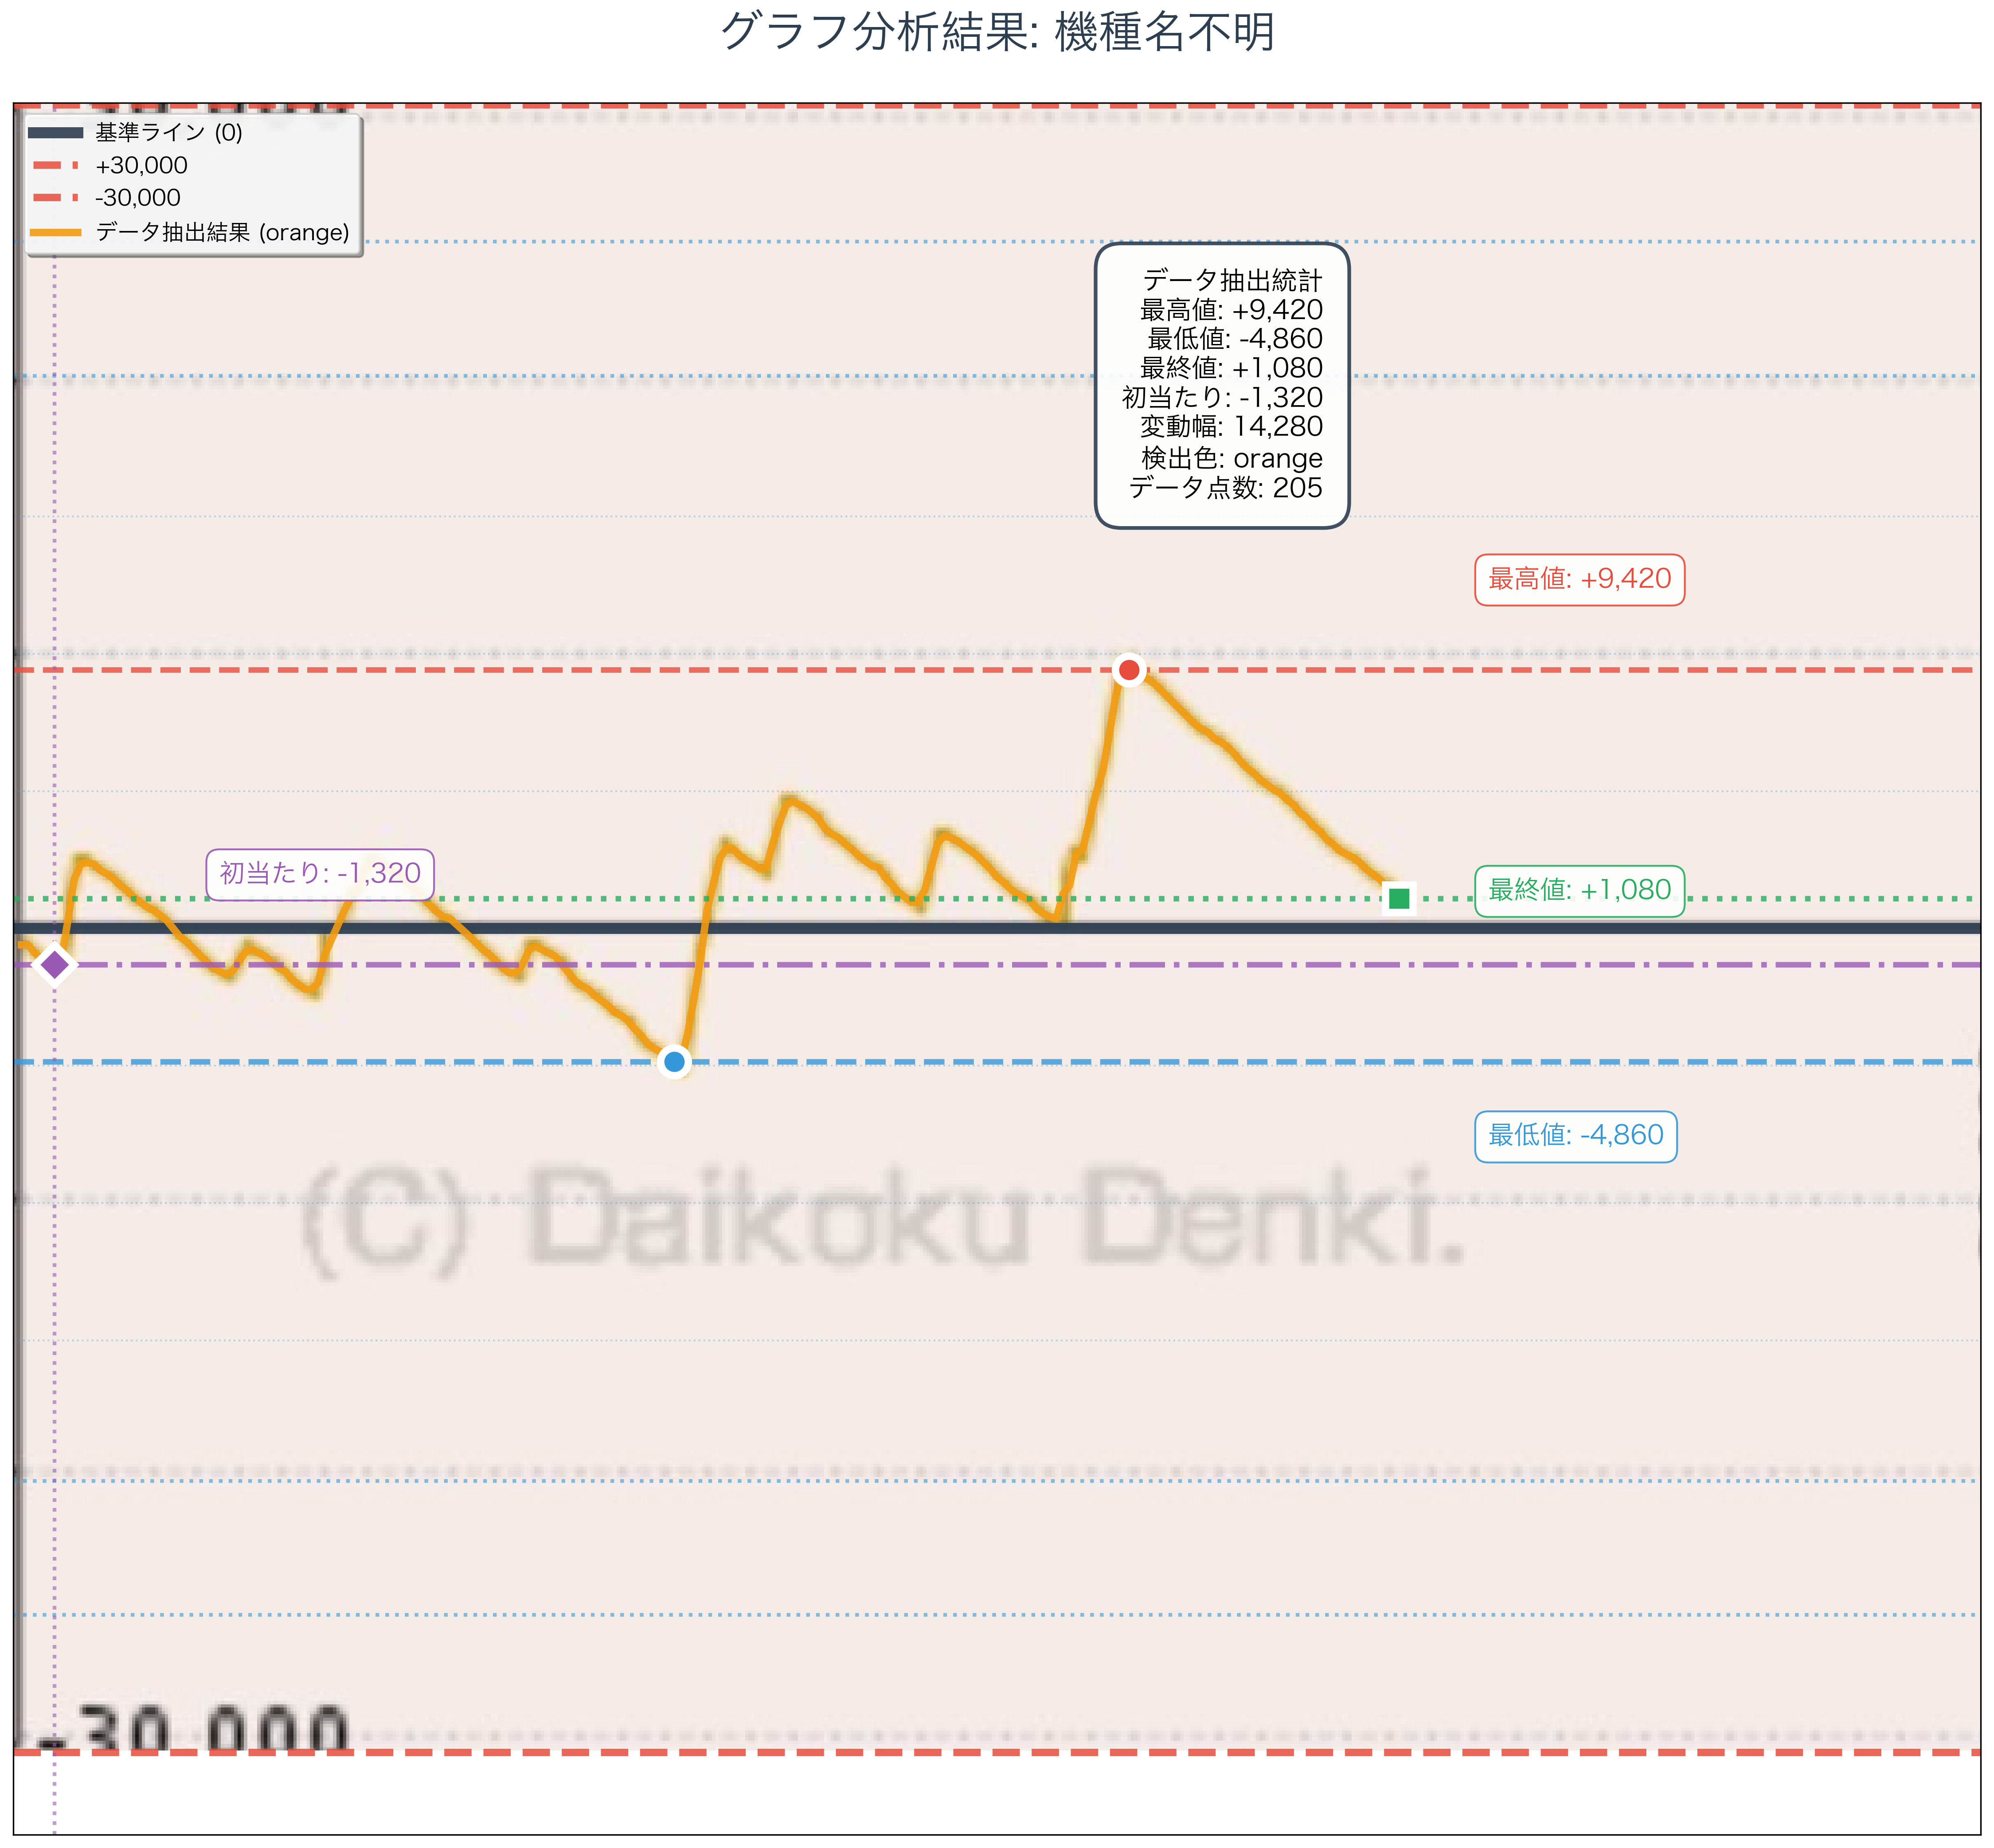 グラフ分析結果: 機種名不明
基準ライン (0)
+30,000
-30,000
データ抽出結果 (orange)
データ抽出統計
最高値: +9,420
最低値: -4,860
最終値: +1,080
初当たり: -1,320
変動幅: 14,280
検出色: orange
データ点数: 205
最高値: +9,420
初当たり: -1,320
最終値: +1,080
最低値: -4,860
(C) Daikoku Denki.
-30,000